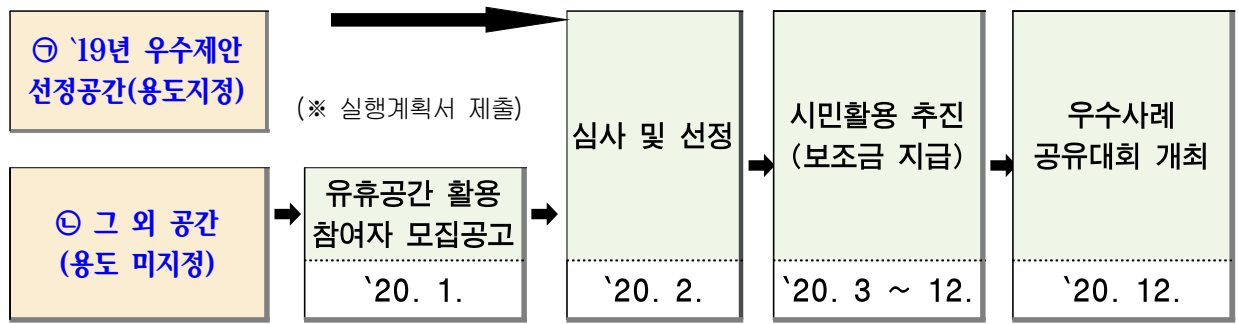 ㉠ `19년 우수제안
선정공간(용도지정)
(※ 실행계획서 제출)
㉡ 그 외 공간
(용도 미지정)
유휴공간 활용
참여자 모집공고
`20. 1.
심사 및 선정
`20. 2.
시민활용 추진
(보조금 지급)
`20. 3 ~ 12.
우수사례
공유대회 개최
`20. 12.